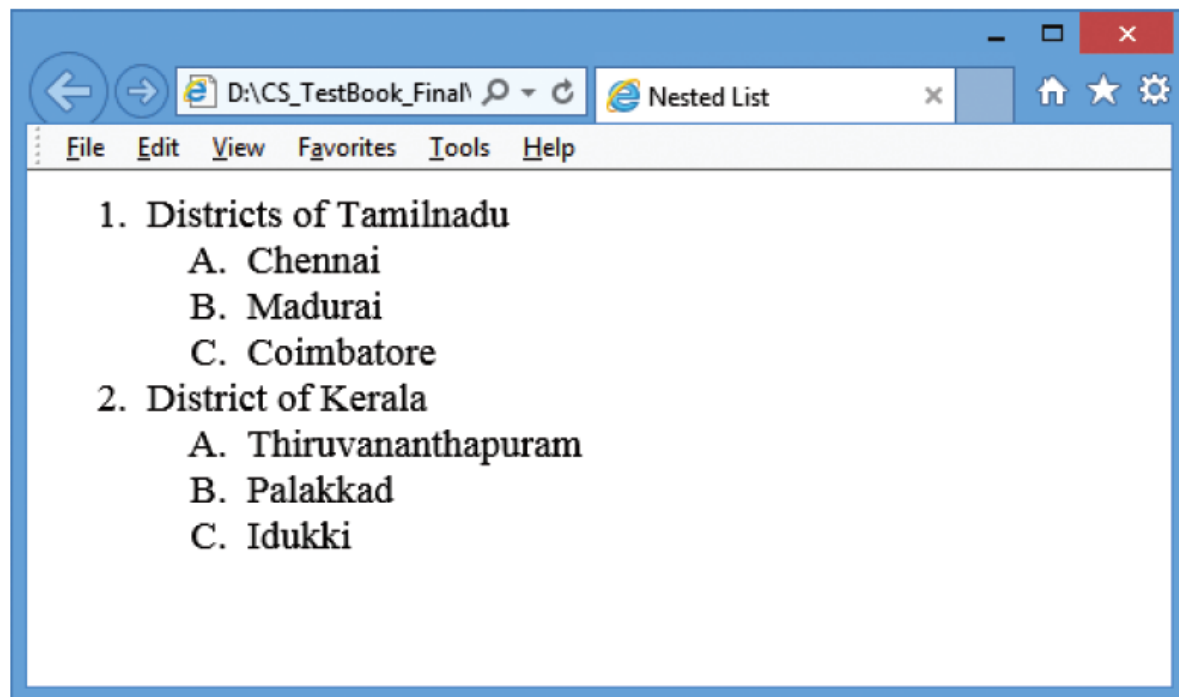 D:\CS_TestBook_Final\
Nested List
File Edit View Favorites Tools Help
1. Districts of Tamilnadu
A. Chennai
B. Madurai
C. Coimbatore
2. District of Kerala
A. Thiruvananthapuram
B. Palakkad
C. Idukki